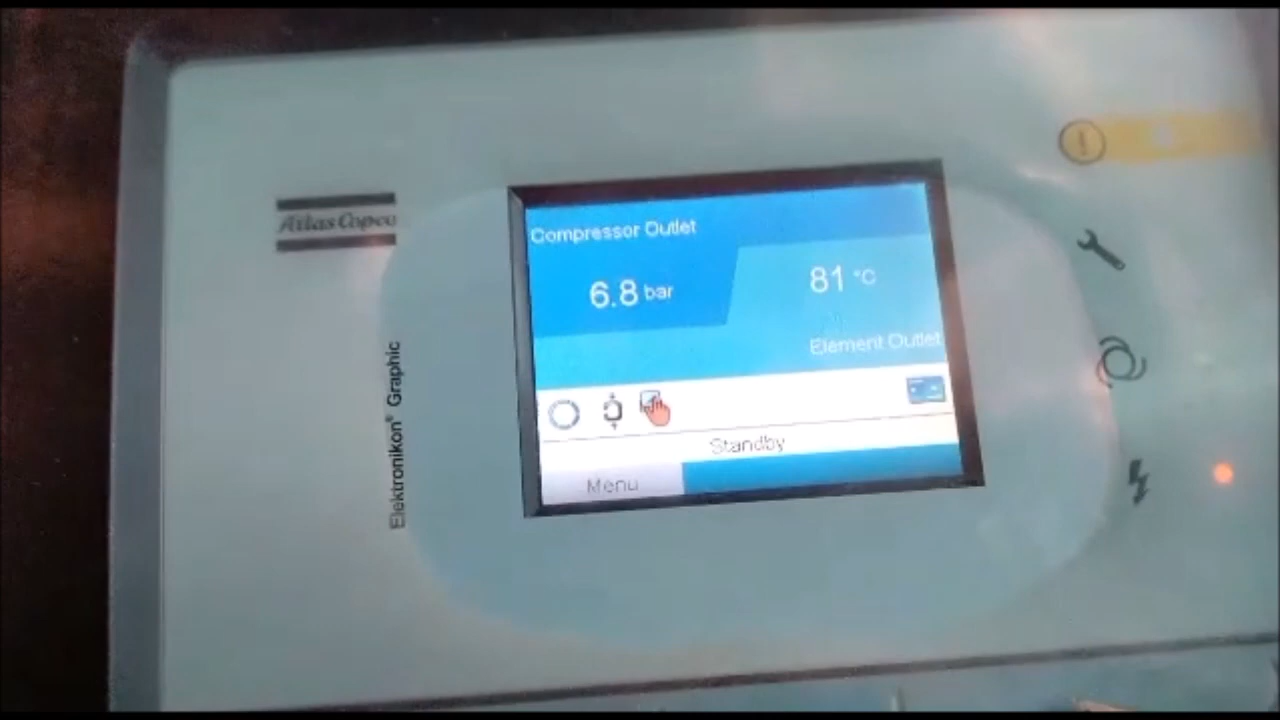 Atlas Copco
Elektronikon® Graphic
Compressor Outlet
6.8 bar
81 °C
Element Outlet
Standby
Menu